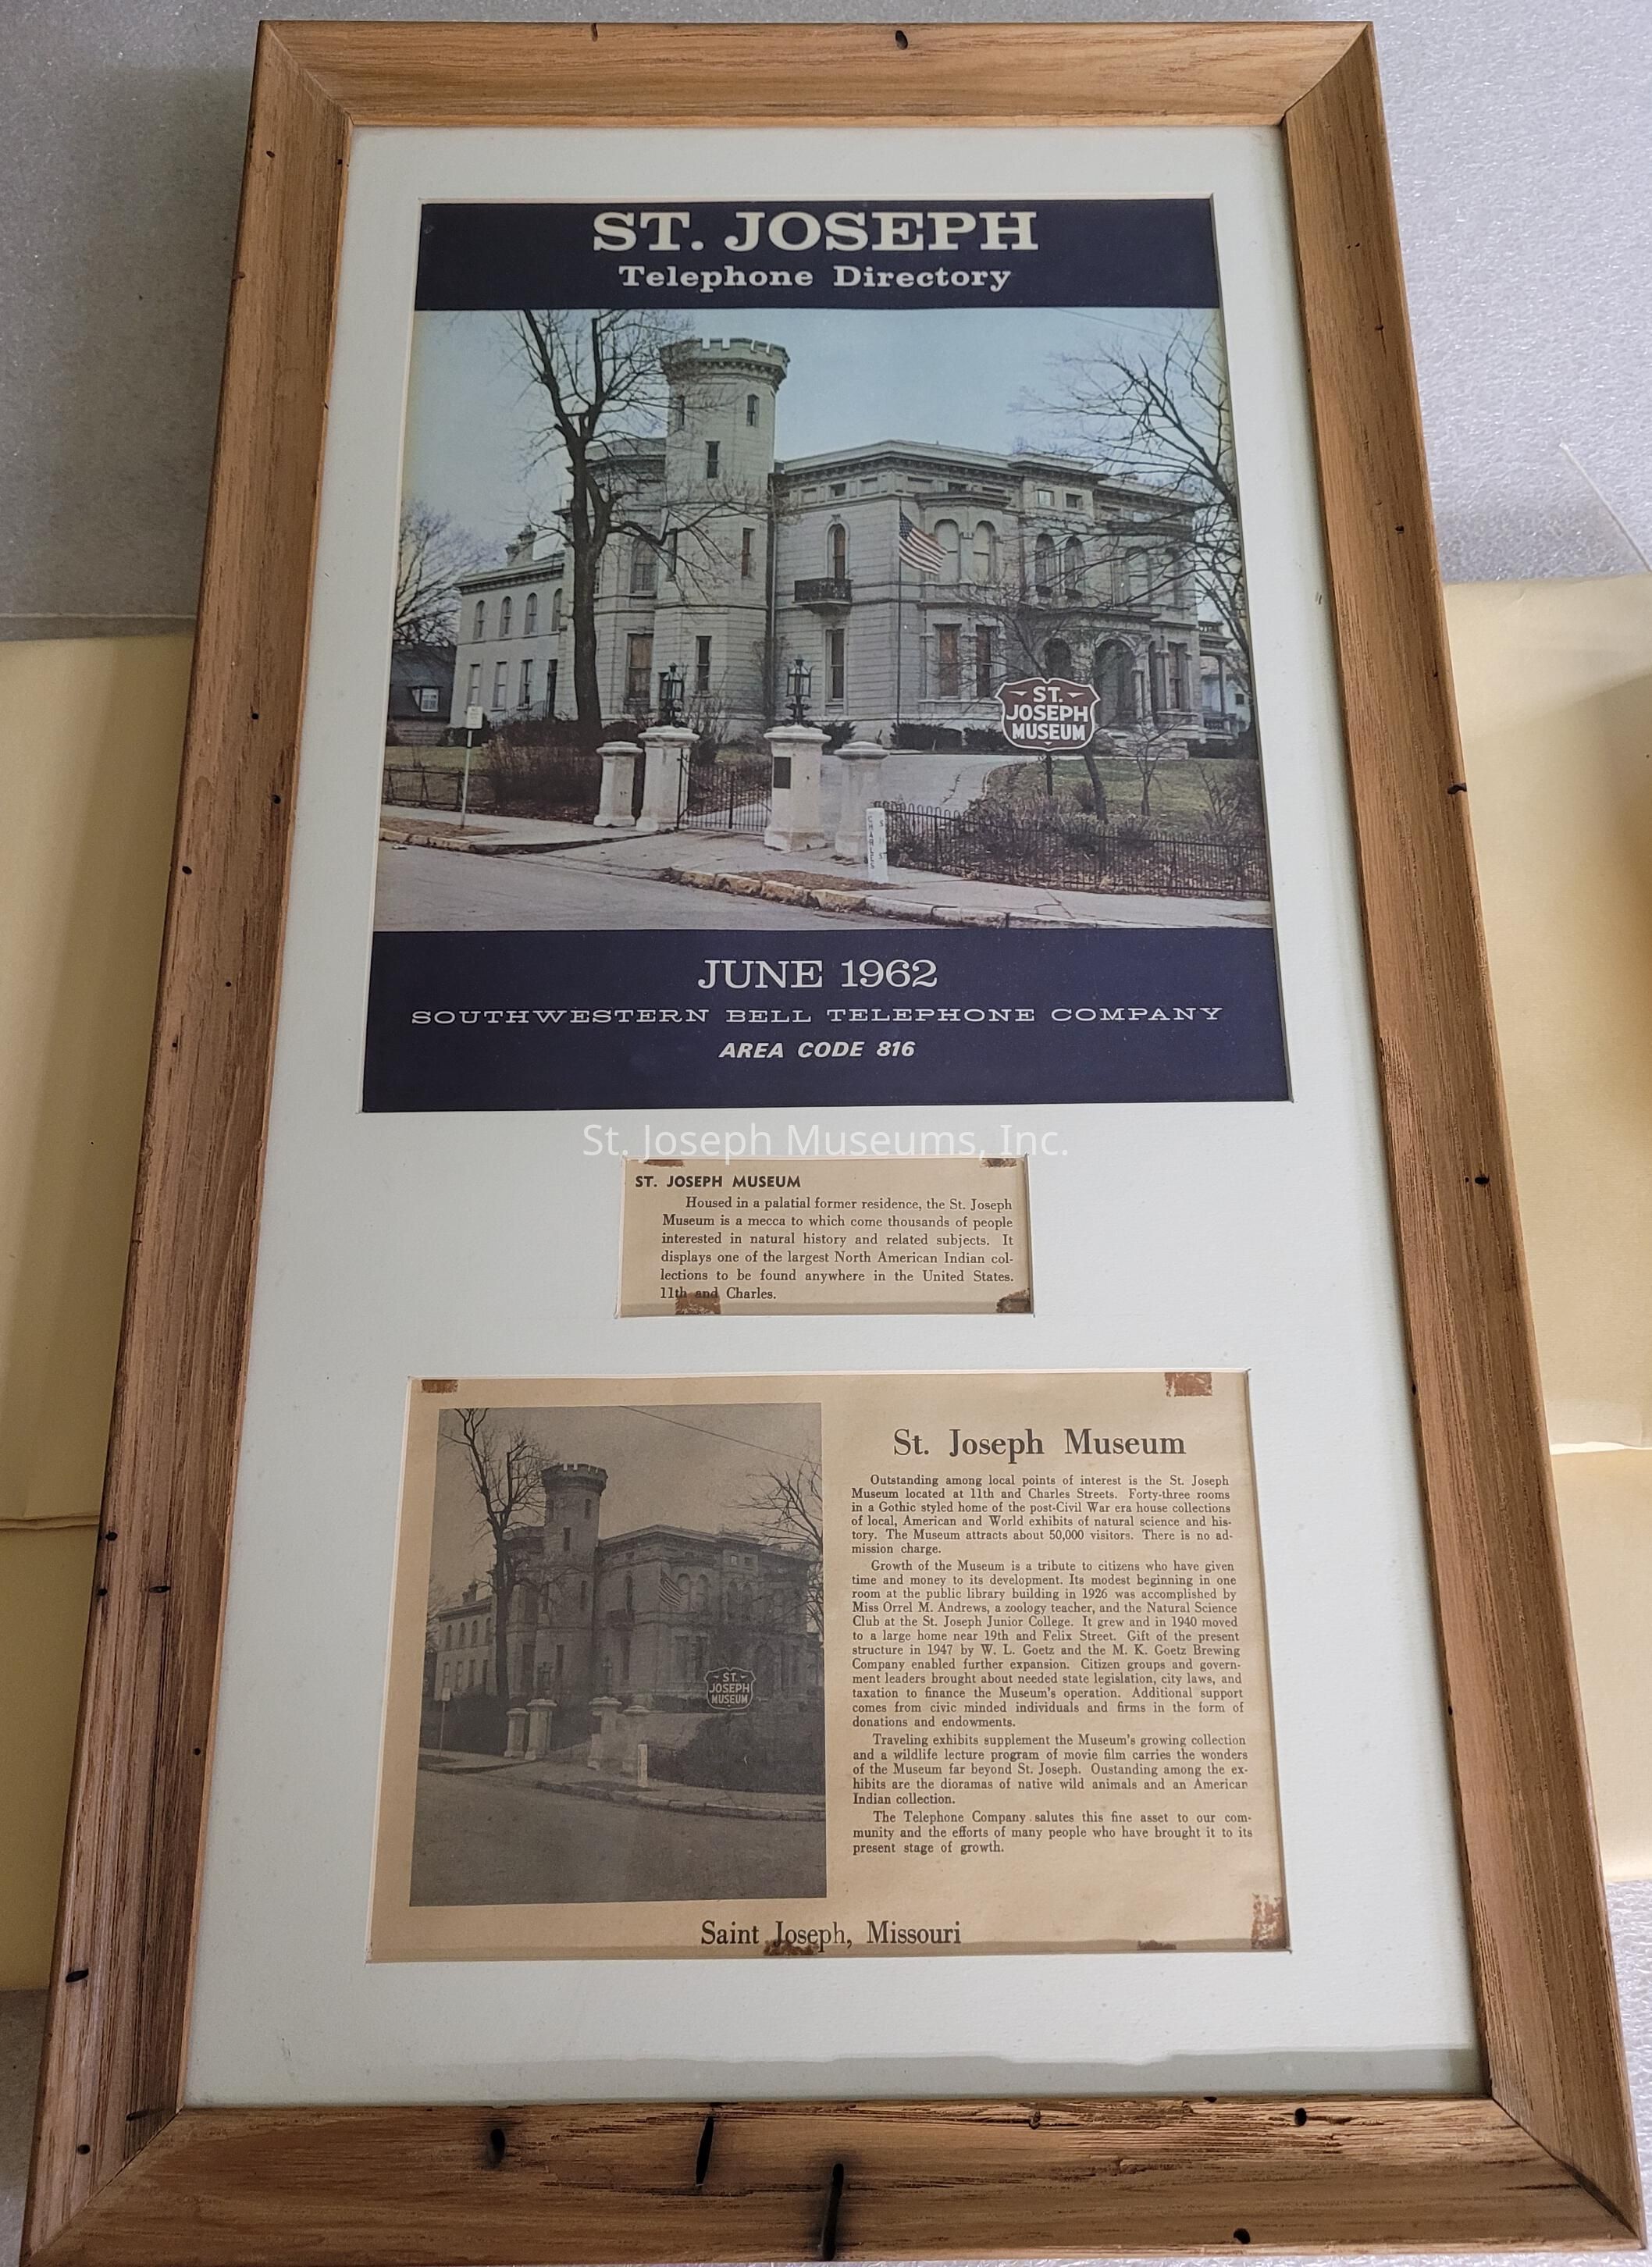 ST. JOSEPH
Telephone Directory
ST.
JOSEPH
MUSEUM
CHARLES
S 11 ST
JUNE 1962
SOUTHWESTERN BELL TELEPHONE COMPANY
AREA CODE 816
St. Joseph Museums, Inc.
ST. JOSEPH MUSEUM
Housed in a palatial former residence, the St. Joseph
Museum is a mecca to which come thousands of people
interested in natural history and related subjects. It
displays one of the largest North American Indian col-
lections to be found anywhere in the United States.
11th and Charles.
ST.
JOSEPH
MUSEUM
St. Joseph Museum
Outstanding among local points of interest is the St. Joseph
Museum located at 11th and Charles Streets. Forty-three rooms
in a Gothic styled home of the post-Civil War era house collections
of local, American and World exhibits of natural science and his-
tory. The Museum attracts about 50,000 visitors. There is no ad-
mission charge.
Growth of the Museum is a tribute to citizens who have given
time and money to its development. Its modest beginning in one
room at the public library building in 1926 was accomplished by
Miss Orrel M. Andrews, a zoology teacher, and the Natural Science
Club at the St. Joseph Junior College. It grew and in 1940 moved
to a large home near 19th and Felix Street. Gift of the present
structure in 1947 by W. L. Goetz and the M. K. Goetz Brewing
Company enabled further expansion. Citizen groups and govern-
ment leaders brought about needed state legislation, city laws, and
taxation to finance the Museum's operation. Additional support
comes from civic minded individuals and firms in the form of
donations and endowments.
Traveling exhibits supplement the Museum's growing collection
and a wildlife lecture program of movie film carries the wonders
of the Museum far beyond St. Joseph. Oustanding among the ex-
hibits are the dioramas of native wild animals and an American
Indian collection.
The Telephone Company salutes this fine asset to our com-
munity and the efforts of many people who have brought it to its
present stage of growth.
Saint Joseph, Missouri